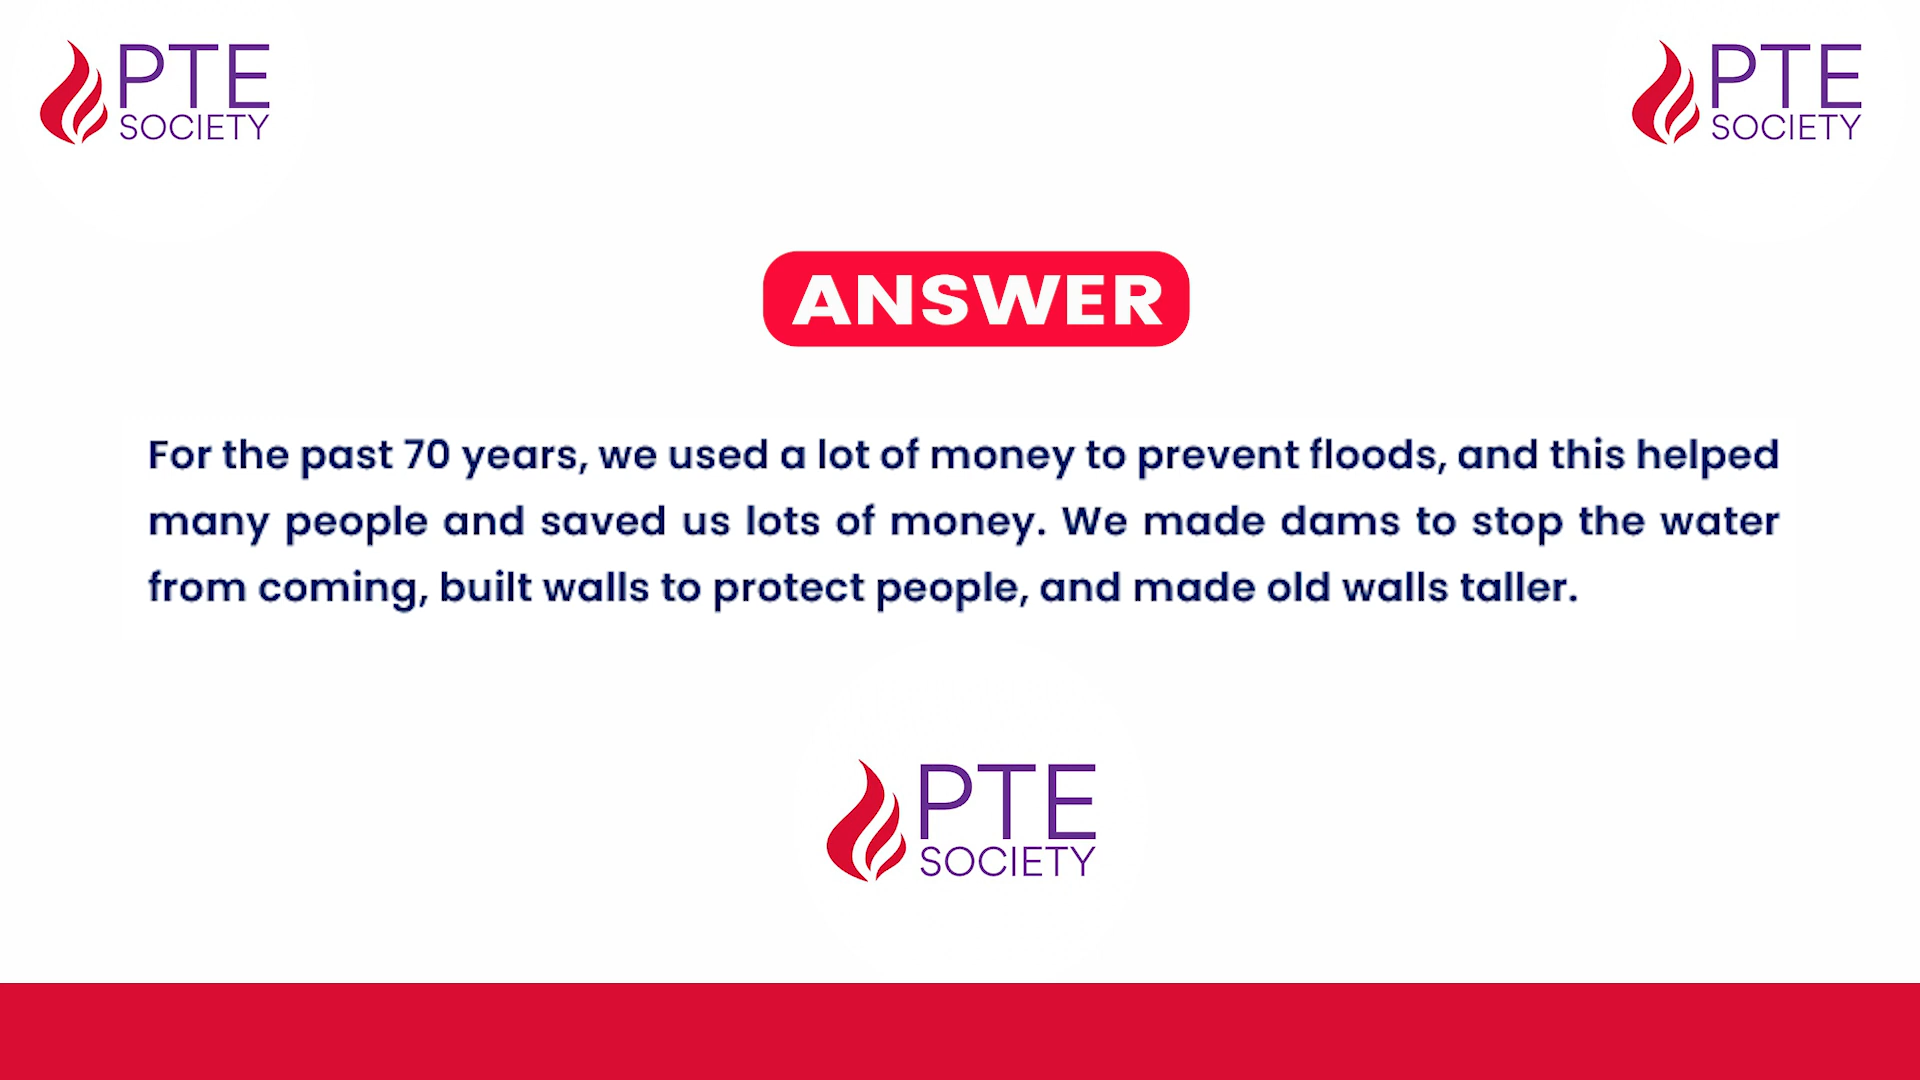 PTE
SOCIETY
PTE
SOCIETY
ANSWER
For the past 70 years, we used a lot of money to prevent floods, and this helped
many people and saved us lots of money. We made dams to stop the water
from coming, built walls to protect people, and made old walls taller.
PTE
SOCIETY